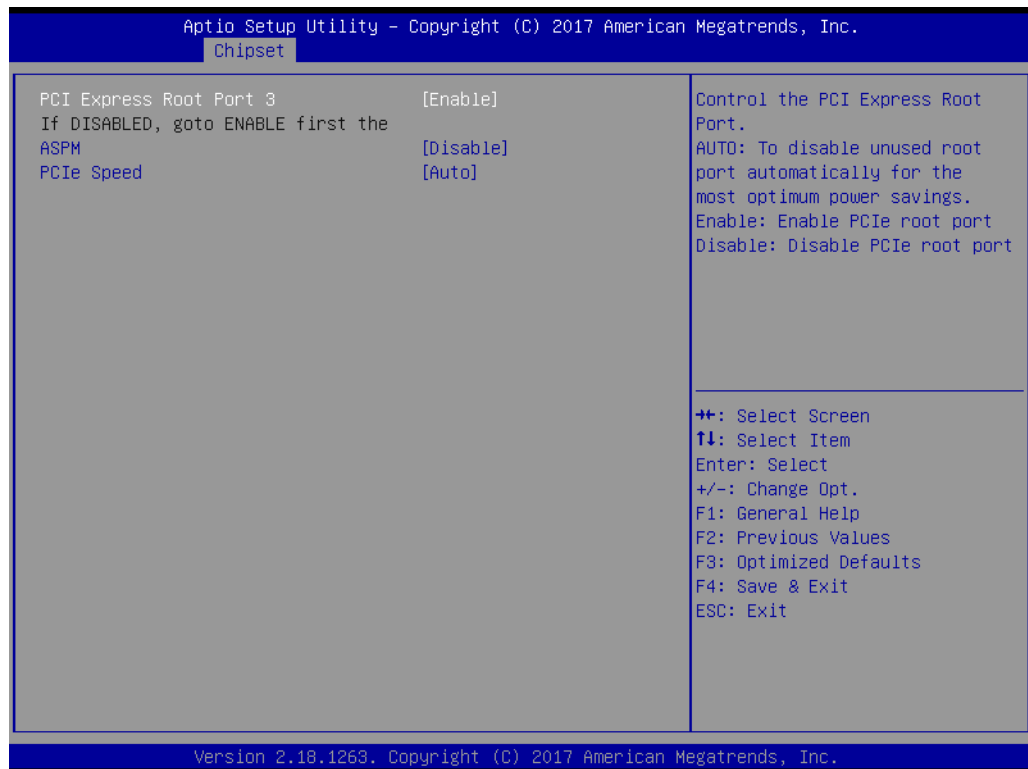 Aptio Setup Utility – Copyright (C) 2017 American Megatrends, Inc.
Chipset
PCI Express Root Port 3 [Enable]
If DISABLED, goto ENABLE first the
ASPM [Disable]
PCIe Speed [Auto]
Control the PCI Express Root
Port.
AUTO: To disable unused root
port automatically for the
most optimum power savings.
Enable: Enable PCIe root port
Disable: Disable PCIe root port
→←: Select Screen
↑↓: Select Item
Enter: Select
+/-: Change Opt.
F1: General Help
F2: Previous Values
F3: Optimized Defaults
F4: Save & Exit
ESC: Exit
Version 2.18.1263. Copyright (C) 2017 American Megatrends, Inc.